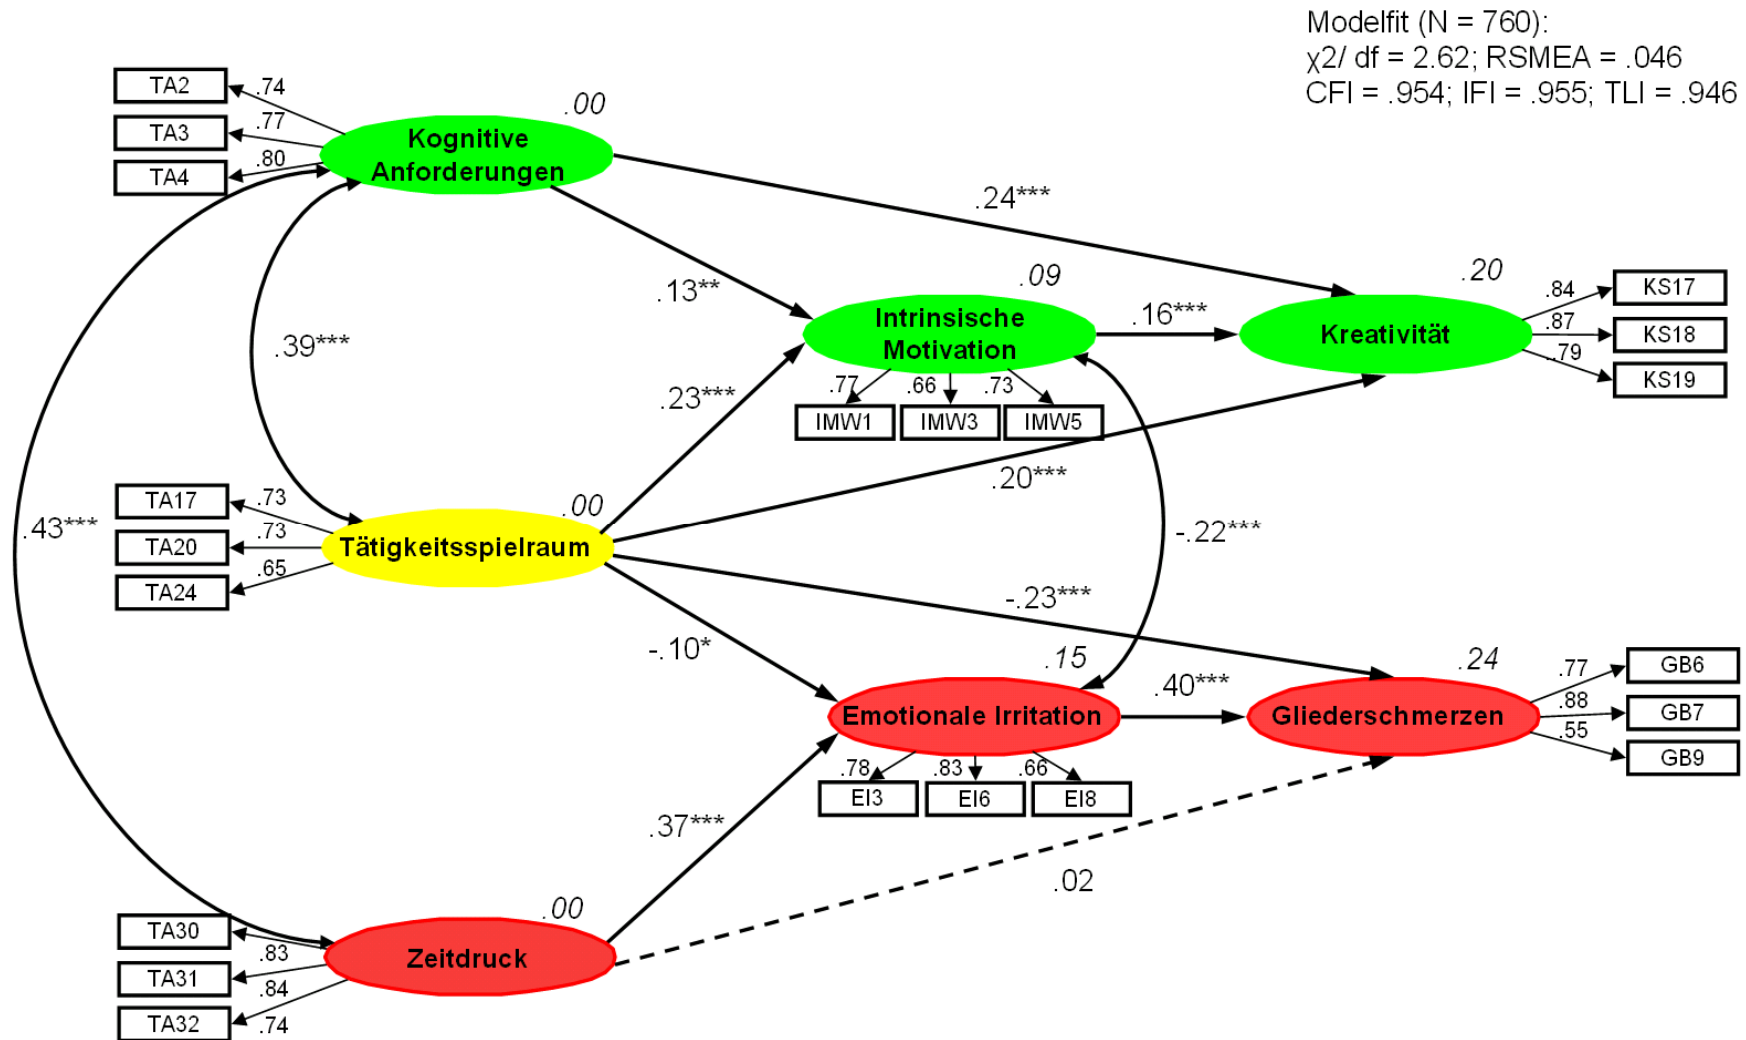 Modelfit (N = 760):
χ2/ df = 2.62; RSMEA = .046
CFI = .954; IFI = .955; TLI = .946
TA2
.74
TA3
.77
TA4
.80
.00
Kognitive
Anforderungen
.24***
.13**
.39***
.09
Intrinsische
Motivation
.16***
.77
.66
.73
IMW1
IMW3
IMW5
.20
Kreativität
.84
KS17
.87
KS18
.79
KS19
.23***
.20***
-.22***
.43***
TA17
.73
TA20
.73
TA24
.65
.00
Tätigkeitsspielraum
-.23***
-.10*
.15
Emotionale Irritation
.40***
.78
.83
.66
EI3
EI6
EI8
.24
Gliederschmerzen
.77
GB6
.88
GB7
.55
GB9
.37***
.02
.00
Zeitdruck
TA30
.83
TA31
.84
TA32
.74